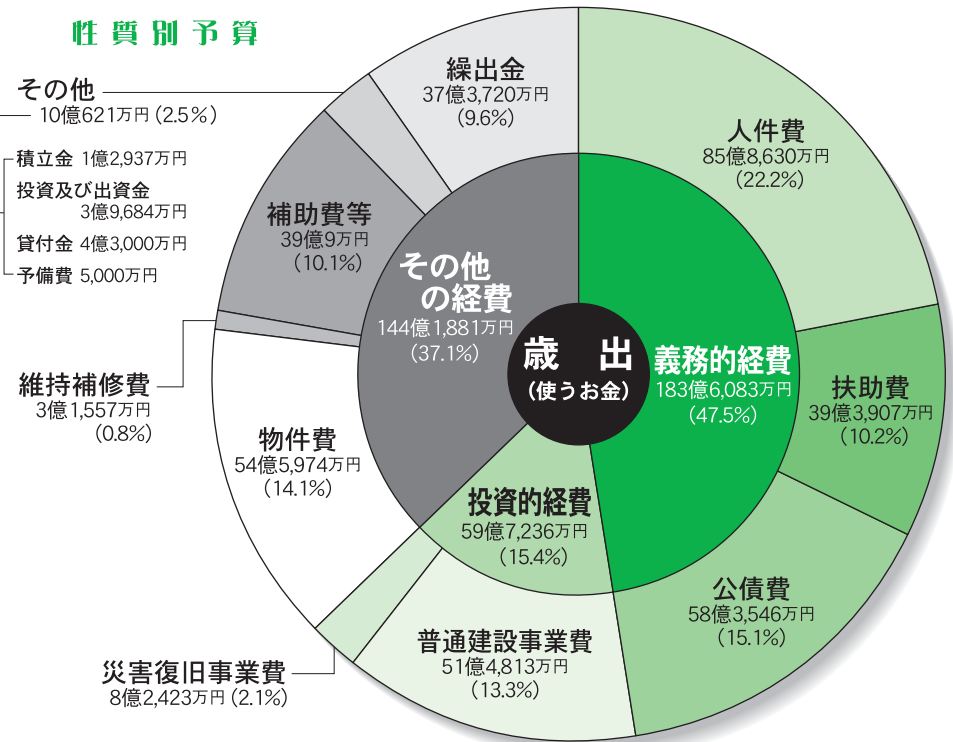 性質別予算
その他
10億621万円（2.5％）
積立金 1億2,937万円
投資及び出資金
3億9,684万円
貸付金 4億3,000万円
予備費 5,000万円
繰出金
37億3,720万円
（9.6%）
人件費
85億8,630万円
（22.2%）
補助費等
39億9万円
（10.1%）
その他
の経費
144億1,881万円
（37.1%）
歳出
（使うお金）
義務的経費
183億6,083万円
（47.5%）
扶助費
39億3,907万円
（10.2%）
維持補修費
3億1,557万円
（0.8%）
物件費
54億5,974万円
（14.1%）
投資的経費
59億7,236万円
（15.4%）
公債費
58億3,546万円
（15.1%）
普通建設事業費
51億4,813万円
（13.3%）
災害復旧事業費
8億2,423万円（2.1%）